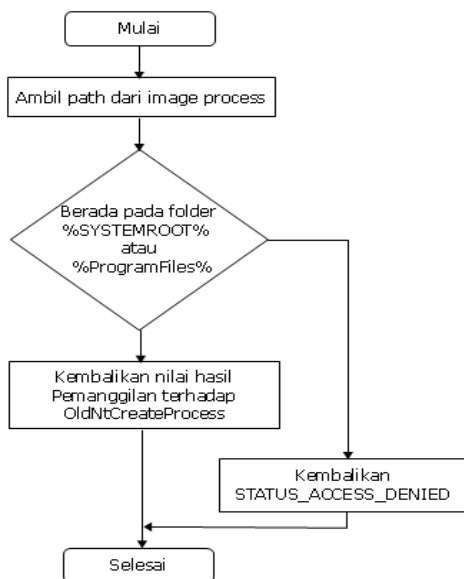 Mulai
Ambil path dari image process
Berada pada folder
%SYSTEMROOT%
atau
%ProgramFiles%
Kembalikan nilai hasil
Pemanggilan terhadap
OldNtCreateProcess
Kembalikan
STATUS_ACCESS_DENIED
Selesai